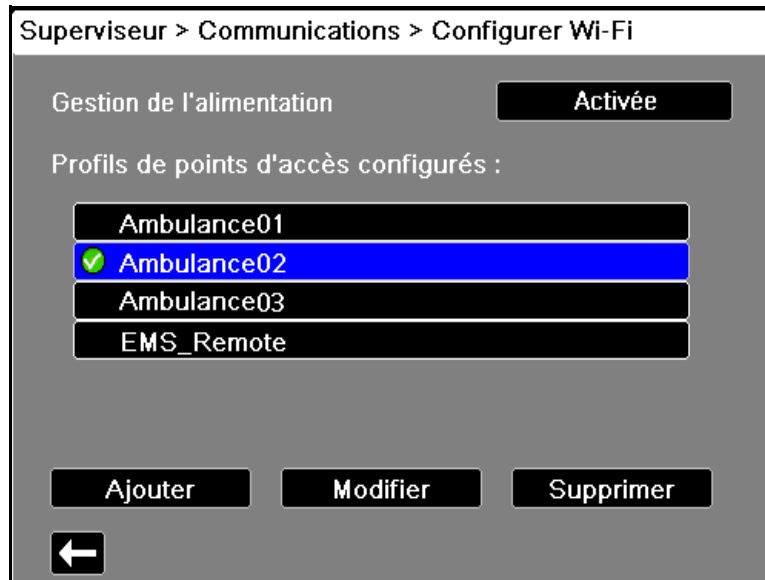 Superviseur > Communications > Configurer Wi-Fi
Gestion de l'alimentation Activée
Profils de points d'accès configurés :
Ambulance01
Ambulance02
Ambulance03
EMS_Remote
Ajouter Modifier Supprimer